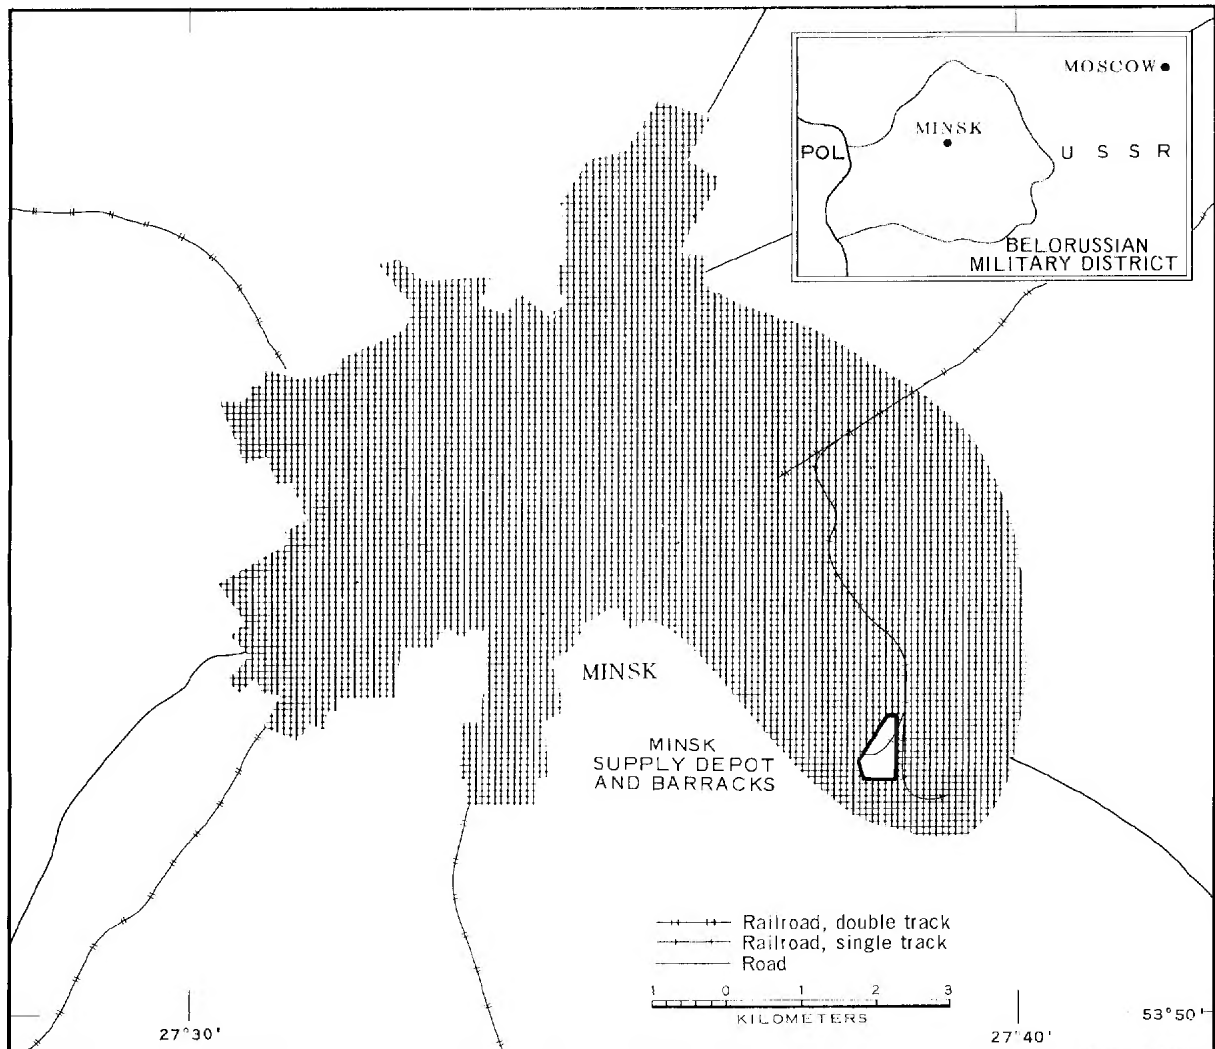 MOSCOW
MINSK
POL
U S S R
BELORUSSIAN
MILITARY DISTRICT
MINSK
MINSK
SUPPLY DEPOT
AND BARRACKS
Railroad, double track
Railroad, single track
Road
1 0 1 2 3
KILOMETERS
53°50'
27°30'
27°40'